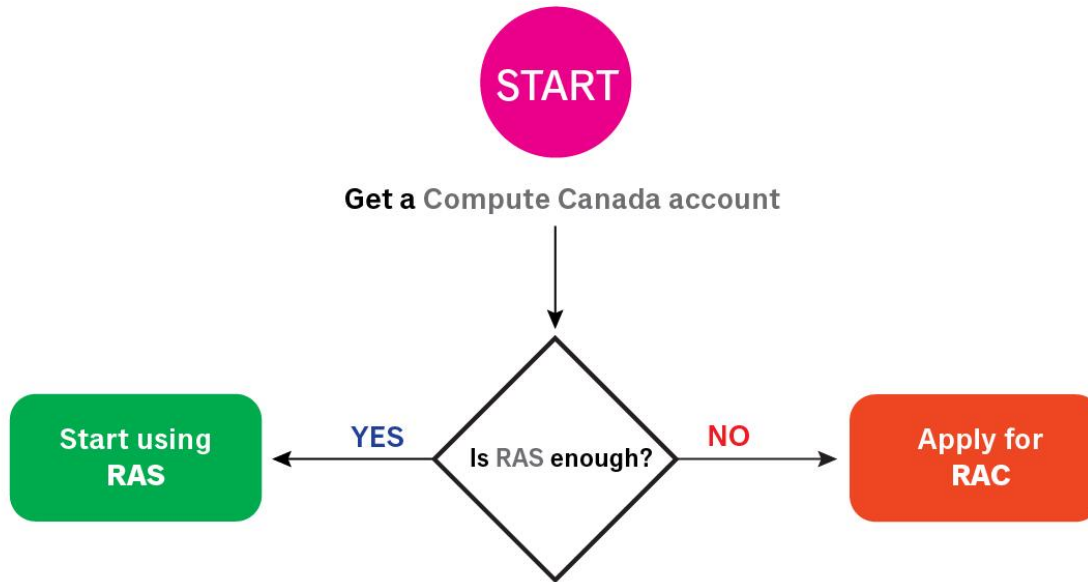 START
Get a Compute Canada account
Start using
RAS
YES
Is RAS enough?
NO
Apply for
RAC